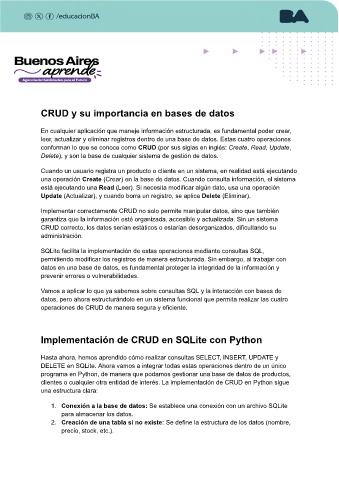 /educacionBA
BA
Buenos Aires
aprende
Agencia de Habilidades para el Futuro
CRUD y su importancia en bases de datos
En cualquier aplicación que maneje información estructurada, es fundamental poder crear,
leer, actualizar y eliminar registros dentro de una base de datos. Estas cuatro operaciones
conforman lo que se conoce como CRUD (por sus siglas en inglés: Create, Read, Update,
Delete), y son la base de cualquier sistema de gestión de datos.
Cuando un usuario registra un producto o cliente en un sistema, en realidad está ejecutando
una operación Create (Crear) en la base de datos. Cuando consulta información, el sistema
está ejecutando una Read (Leer). Si necesita modificar algún dato, usa una operación
Update (Actualizar), y cuando borra un registro, se aplica Delete (Eliminar).
Implementar correctamente CRUD no solo permite manipular datos, sino que también
garantiza que la información esté organizada, accesible y actualizada. Sin un sistema
CRUD correcto, los datos serían estáticos o estarían desorganizados, dificultando su
administración.
SQLite facilita la implementación de estas operaciones mediante consultas SQL,
permitiendo modificar los registros de manera estructurada. Sin embargo, al trabajar con
datos en una base de datos, es fundamental proteger la integridad de la información y
prevenir errores o vulnerabilidades.
Vamos a aplicar lo que ya sabemos sobre consultas SQL y la interacción con bases de
datos, pero ahora estructurándolo en un sistema funcional que permita realizar las cuatro
operaciones de CRUD de manera segura y eficiente.
Implementación de CRUD en SQLite con Python
Hasta ahora, hemos aprendido cómo realizar consultas SELECT, INSERT, UPDATE y
DELETE en SQLite. Ahora vamos a integrar todas estas operaciones dentro de un único
programa en Python, de manera que podamos gestionar una base de datos de productos,
clientes o cualquier otra entidad de interés. La implementación de CRUD en Python sigue
una estructura clara:
1. Conexión a la base de datos: Se establece una conexión con un archivo SQLite
para almacenar los datos.
2. Creación de una tabla si no existe: Se define la estructura de los datos (nombre,
precio, stock, etc.).